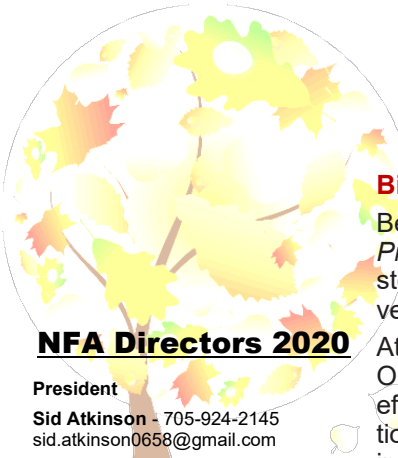 NFA Directors 2020
President
Sid Atkinson - 705-924-2145
sid.atkinson0658@gmail.com